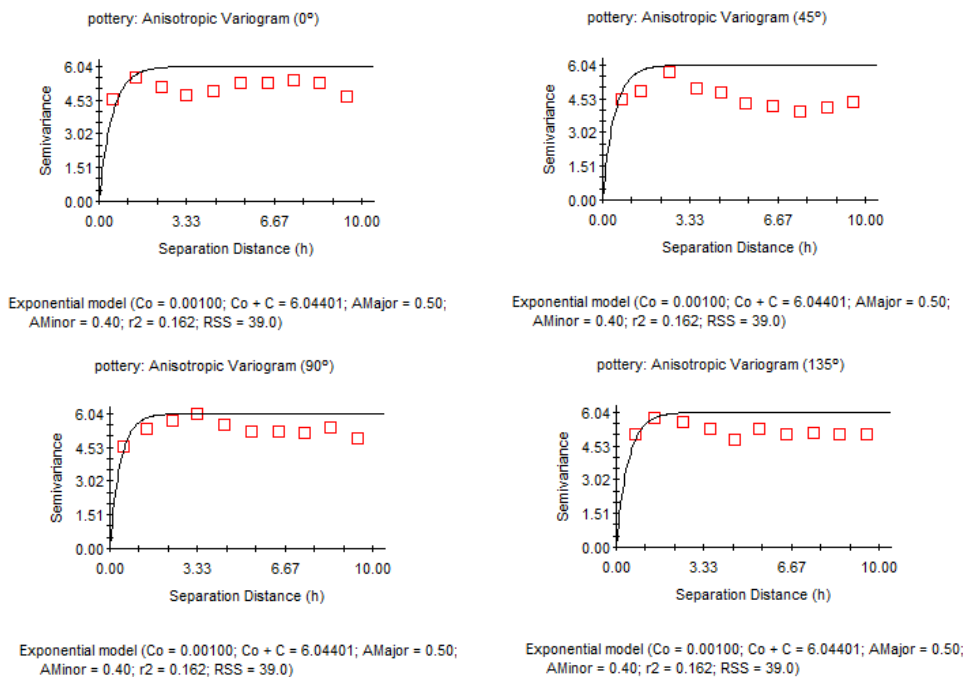 pottery: Anisotropic Variogram (0º)
6.04
4.53
3.02
1.51
0.00
Semivariance
0.00 3.33 6.67 10.00
Separation Distance (h)
Exponential model (Co = 0.00100; Co + C = 6.04401; AMajor = 0.50;
AMinor = 0.40; r2 = 0.162; RSS = 39.0)
pottery: Anisotropic Variogram (45º)
6.04
4.53
3.02
1.51
0.00
Semivariance
0.00 3.33 6.67 10.00
Separation Distance (h)
Exponential model (Co = 0.00100; Co + C = 6.04401; AMajor = 0.50;
AMinor = 0.40; r2 = 0.162; RSS = 39.0)
pottery: Anisotropic Variogram (90º)
6.04
4.53
3.02
1.51
0.00
Semivariance
0.00 3.33 6.67 10.00
Separation Distance (h)
Exponential model (Co = 0.00100; Co + C = 6.04401; AMajor = 0.50;
AMinor = 0.40; r2 = 0.162; RSS = 39.0)
pottery: Anisotropic Variogram (135º)
6.04
4.53
3.02
1.51
0.00
Semivariance
0.00 3.33 6.67 10.00
Separation Distance (h)
Exponential model (Co = 0.00100; Co + C = 6.04401; AMajor = 0.50;
AMinor = 0.40; r2 = 0.162; RSS = 39.0)